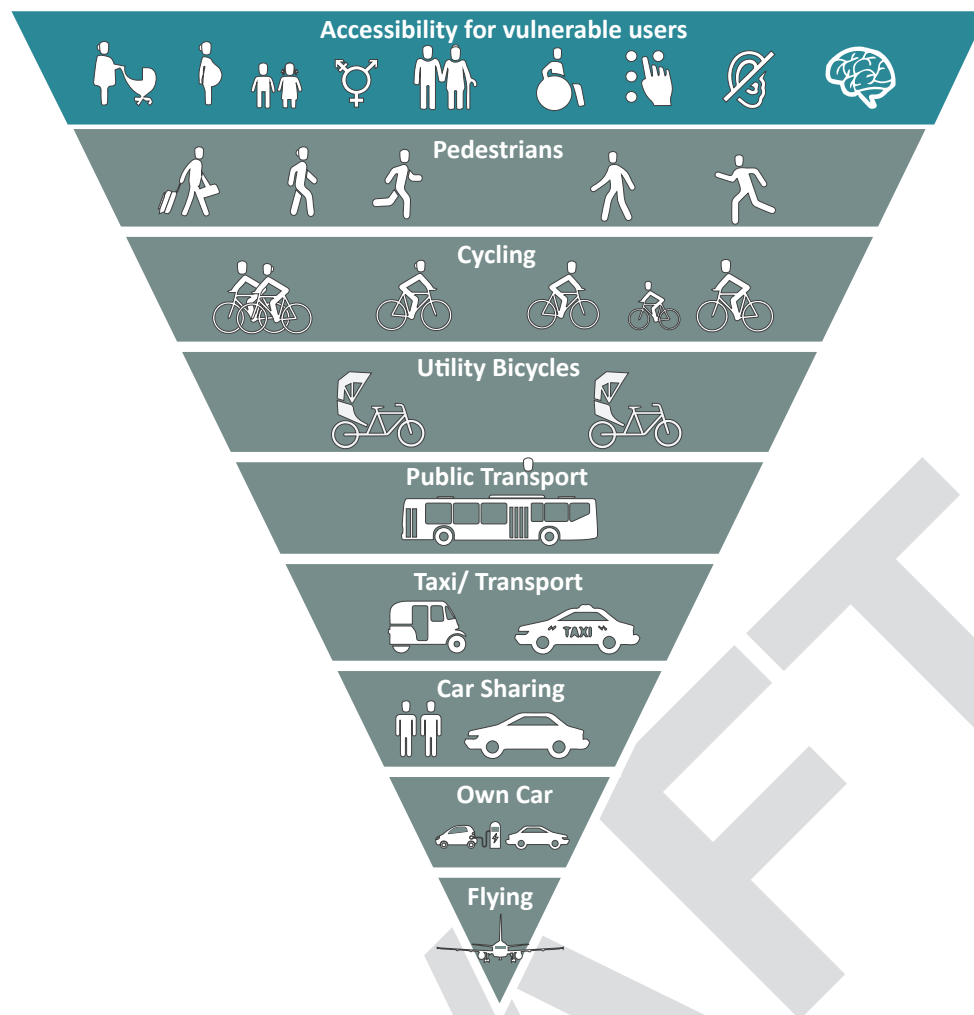 Accessibility for vulnerable users
Pedestrians
Cycling
Utility Bicycles
Public Transport
Taxi/ Transport
TAXI
Car Sharing
Own Car
Flying